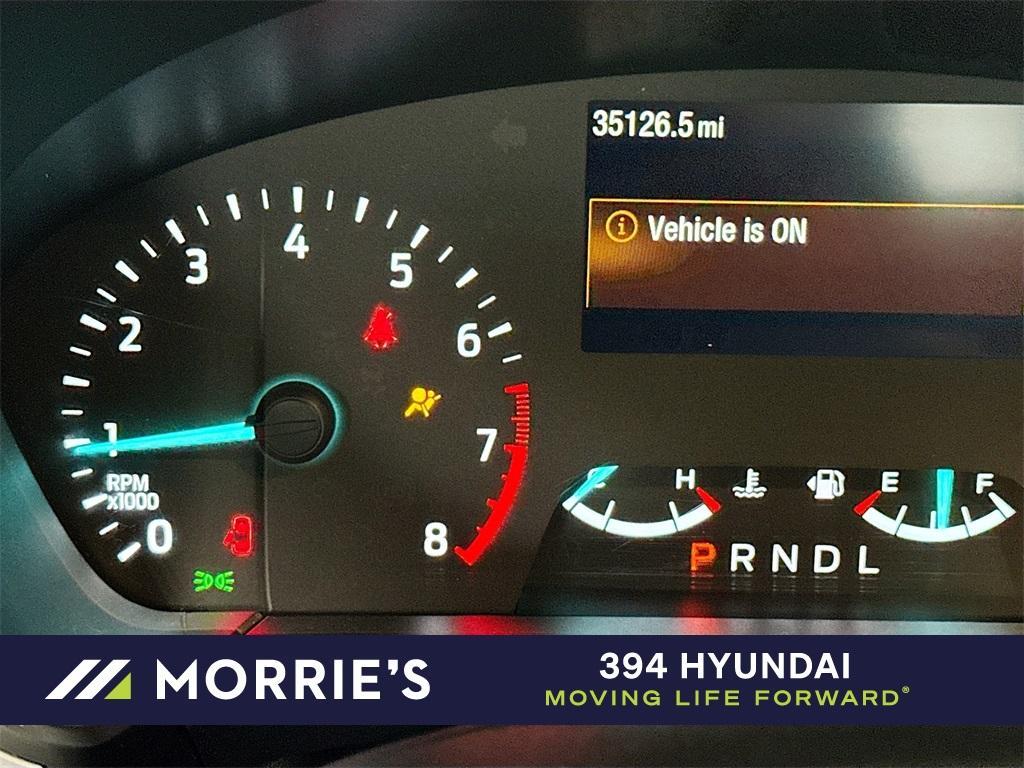 35126.5 mi
Vehicle is ON
4
3
5
2
6
1
7
RPM
x1000
0
8
H
E
F
P R N D L
MORRIE'S
394 HYUNDAI
MOVING LIFE FORWARD®